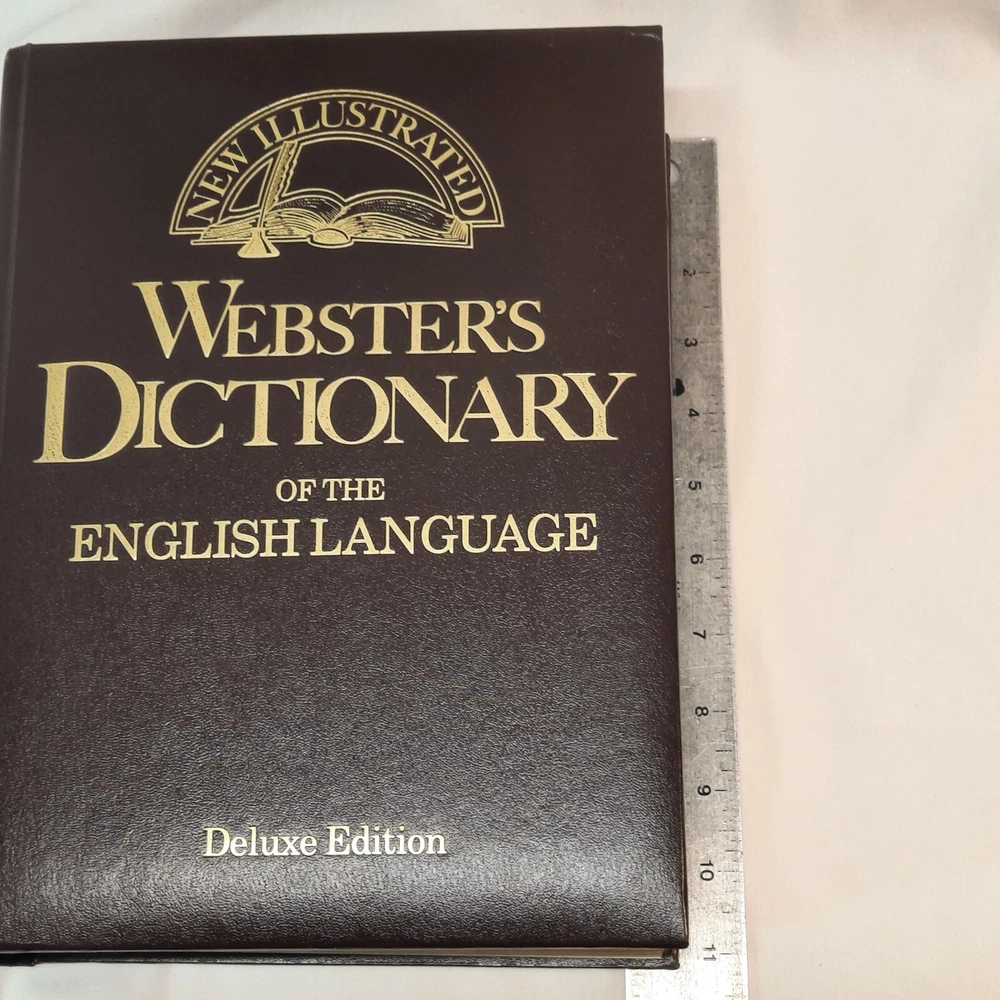 NEW ILLUSTRATED
WEBSTER'S
DICTIONARY
OF THE
ENGLISH LANGUAGE
Deluxe Edition
2
3
4
5
6
7
8
9
10
11